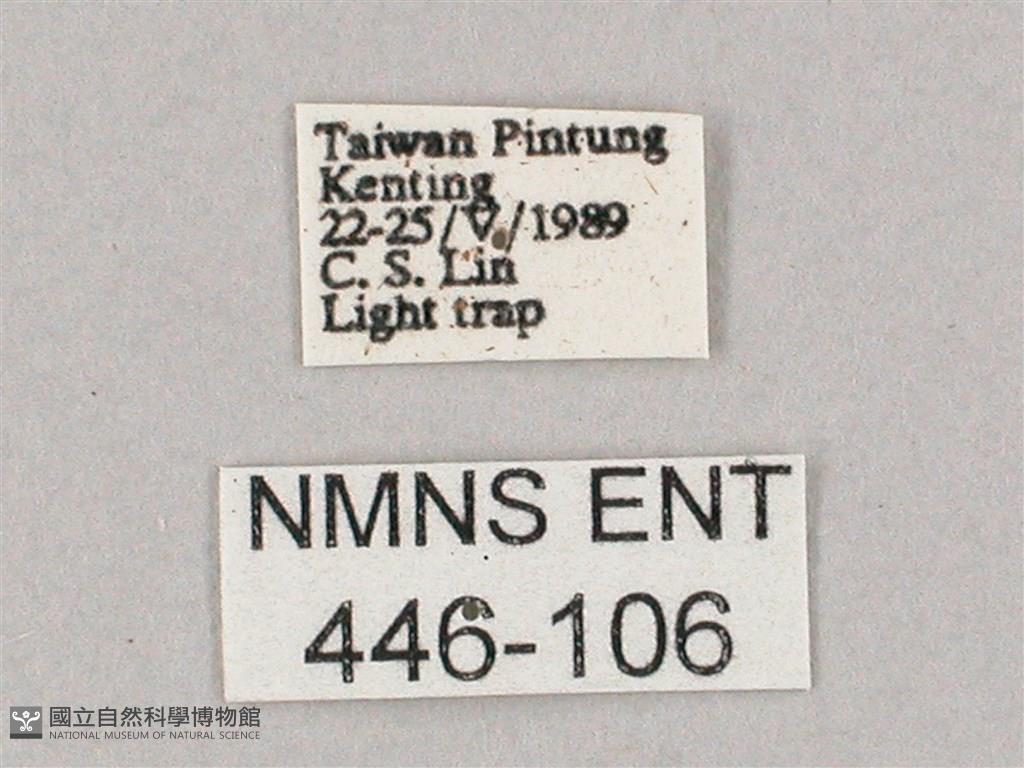 Taiwan Pintung
Kenting
22-25/V/1989
C. S. Lin
Light trap
NMNS ENT
446-106
國立自然科學博物館
NATIONAL MUSEUM OF NATURAL SCIENCE